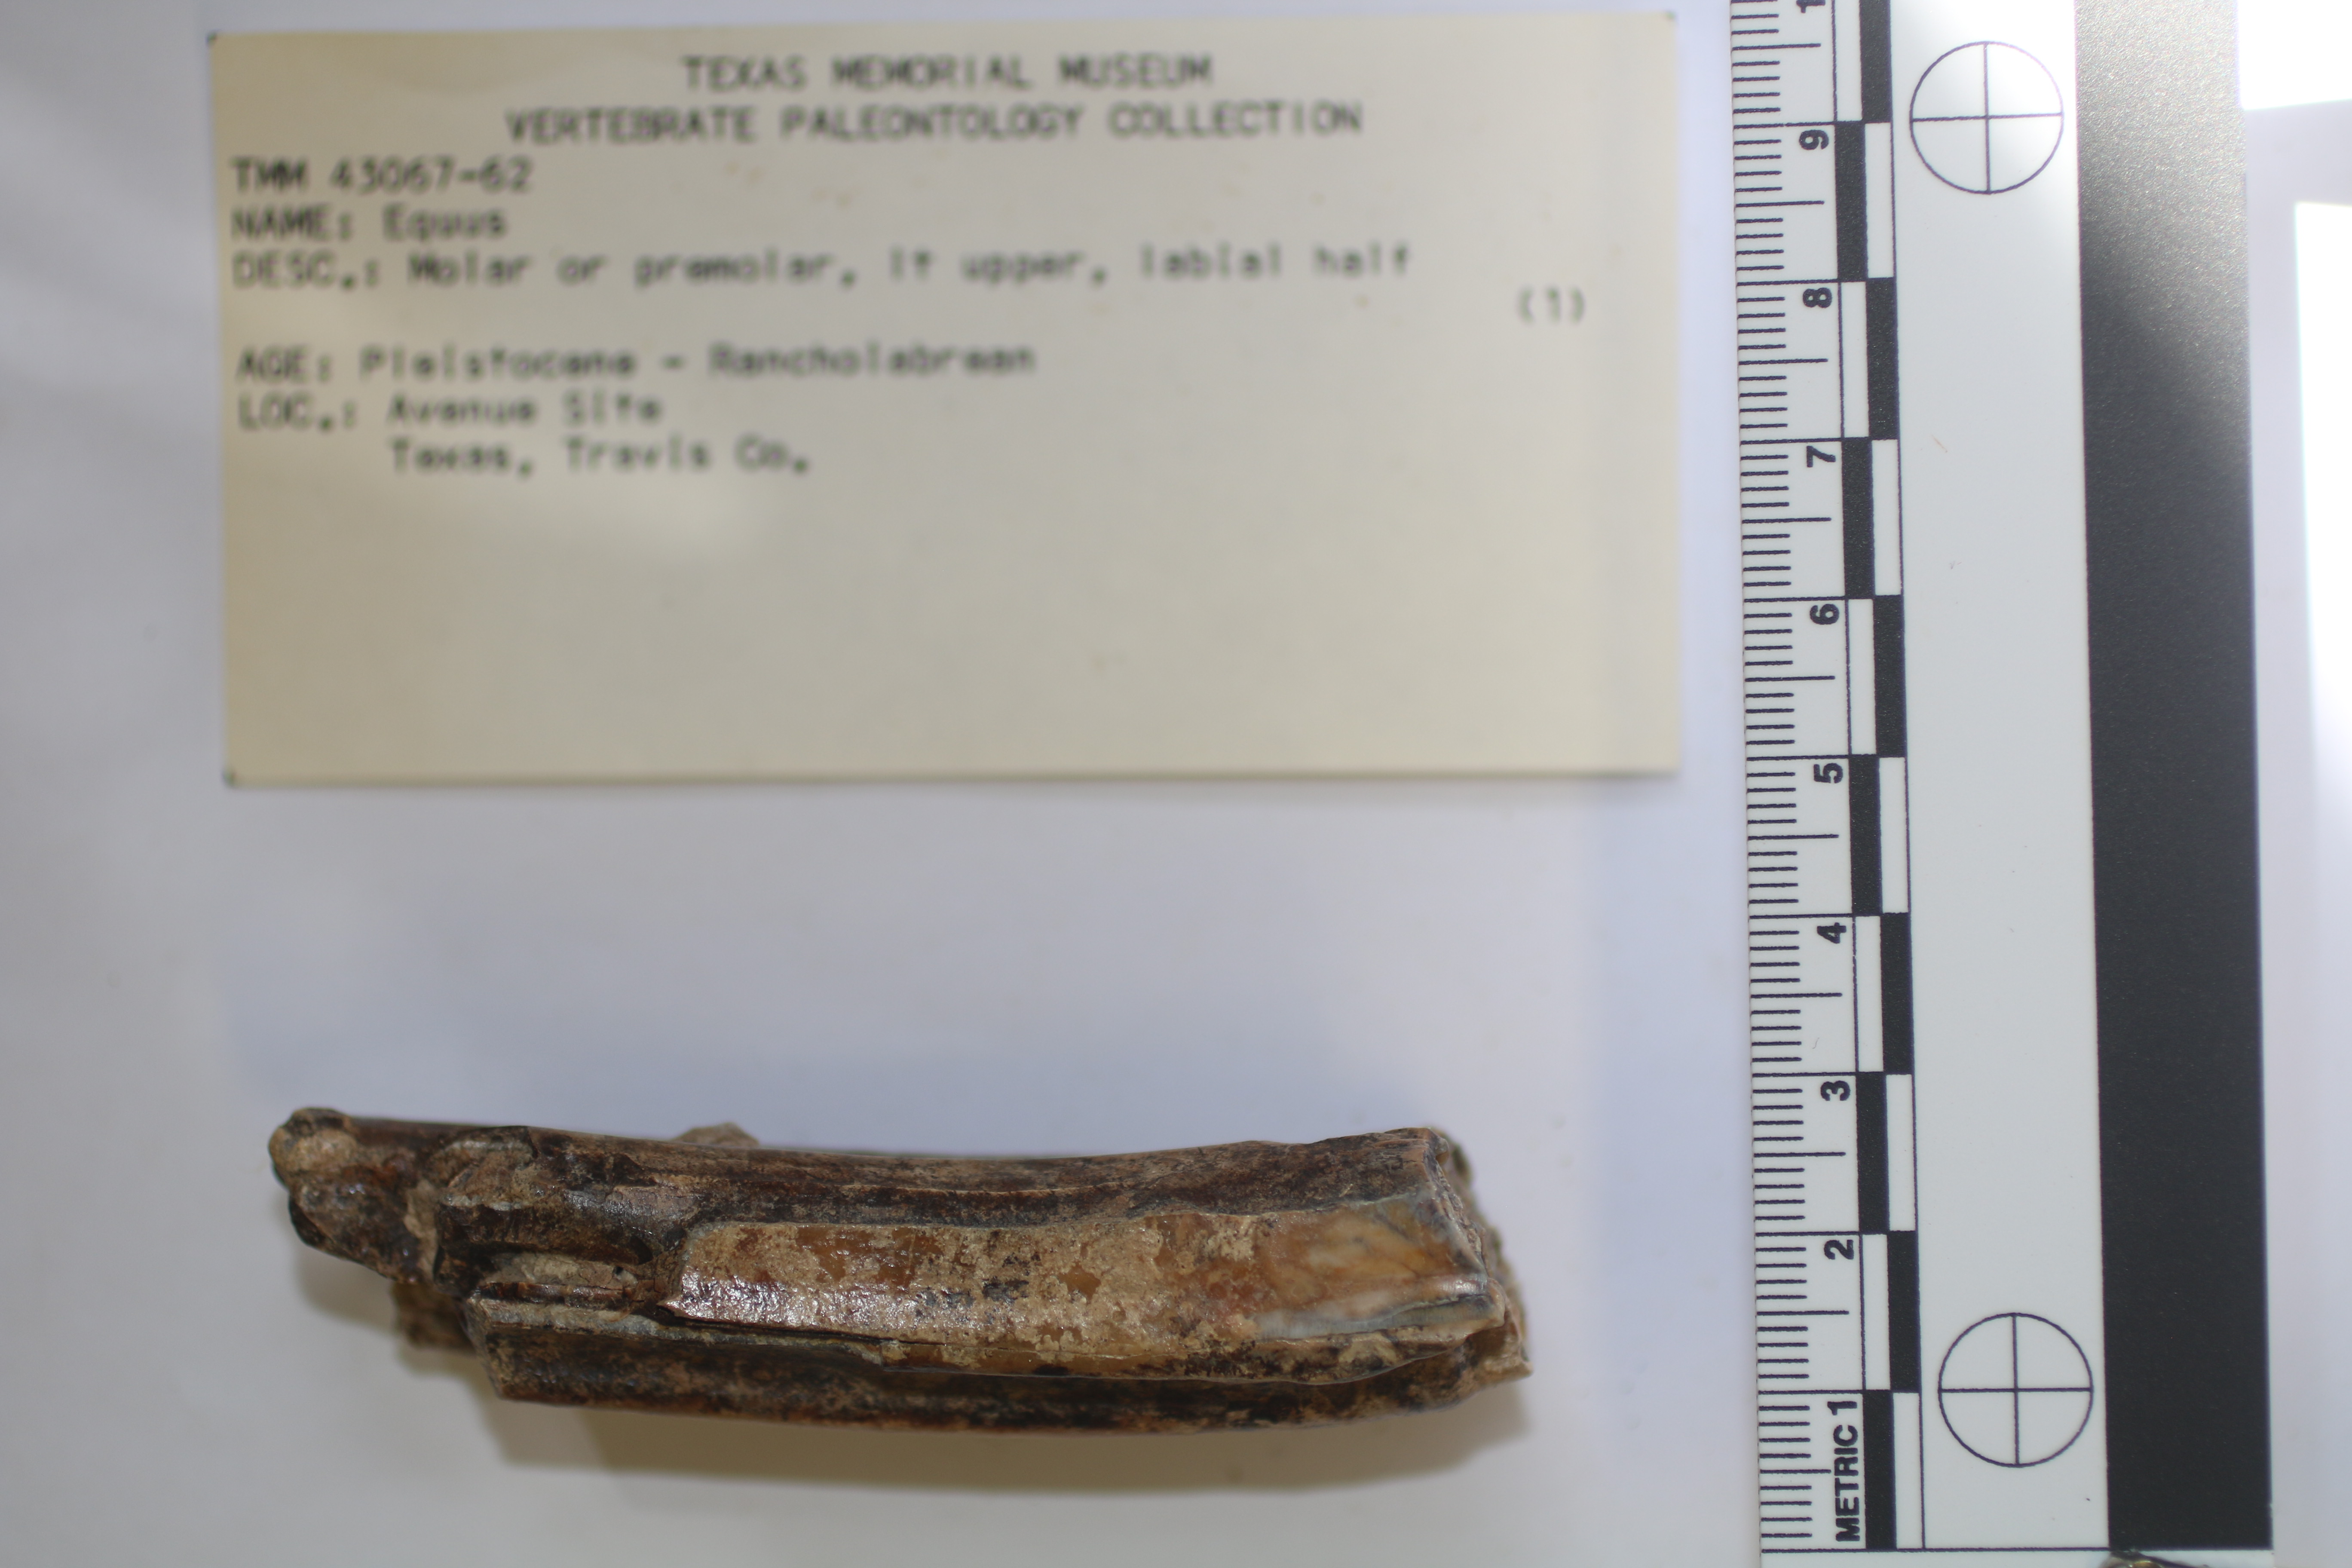 TEXAS MEMORIAL MUSEUM
VERTEBRATE PALEONTOLOGY COLLECTION
TMM 43067-62
NAME: Equus
DESC.: Molar or premolar, lt upper, labial half
(1)
AGE: Pleistocene - Rancholabrean
LOC.: Avenue Site
Texas, Travis Co.
1
9
8
7
6
5
4
3
2
METRIC 1